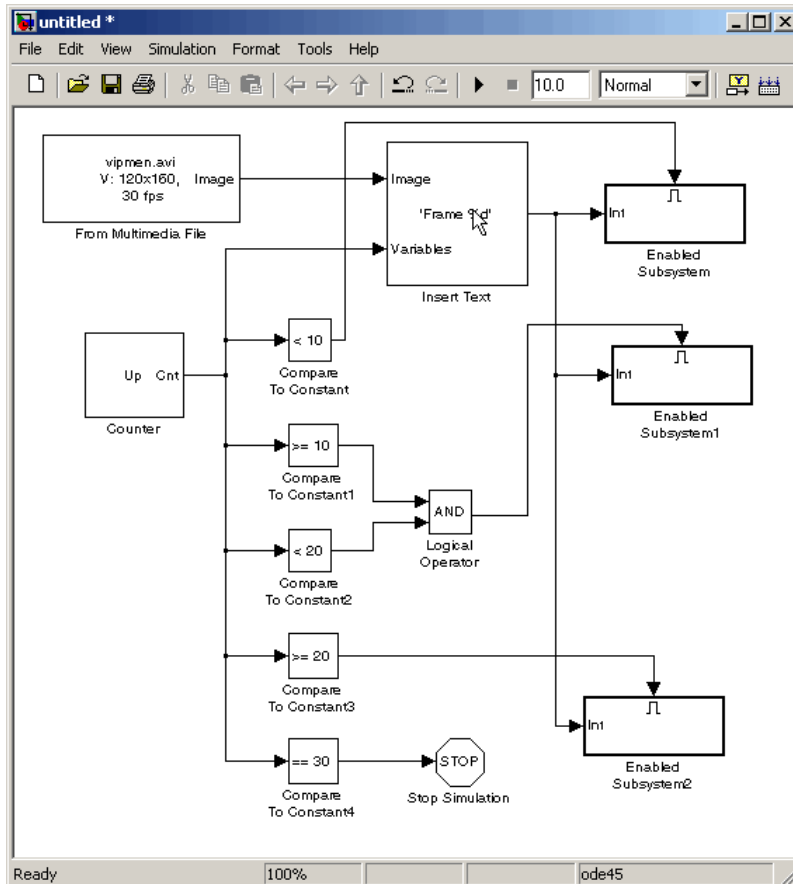 untitled *
File Edit View Simulation Format Tools Help
10.0 Normal
vipmen.avi
V: 120x160, Image
30 fps
From Multimedia File
Image
'Frame %d'
Variables
Insert Text
In1
Enabled
Subsystem
Up Cnt
Counter
< 10
Compare
To Constant
In1
Enabled
Subsystem1
>= 10
Compare
To Constant1
AND
Logical
Operator
< 20
Compare
To Constant2
>= 20
Compare
To Constant3
In1
Enabled
Subsystem2
== 30
Compare
To Constant4
STOP
Stop Simulation
Ready 100% ode45